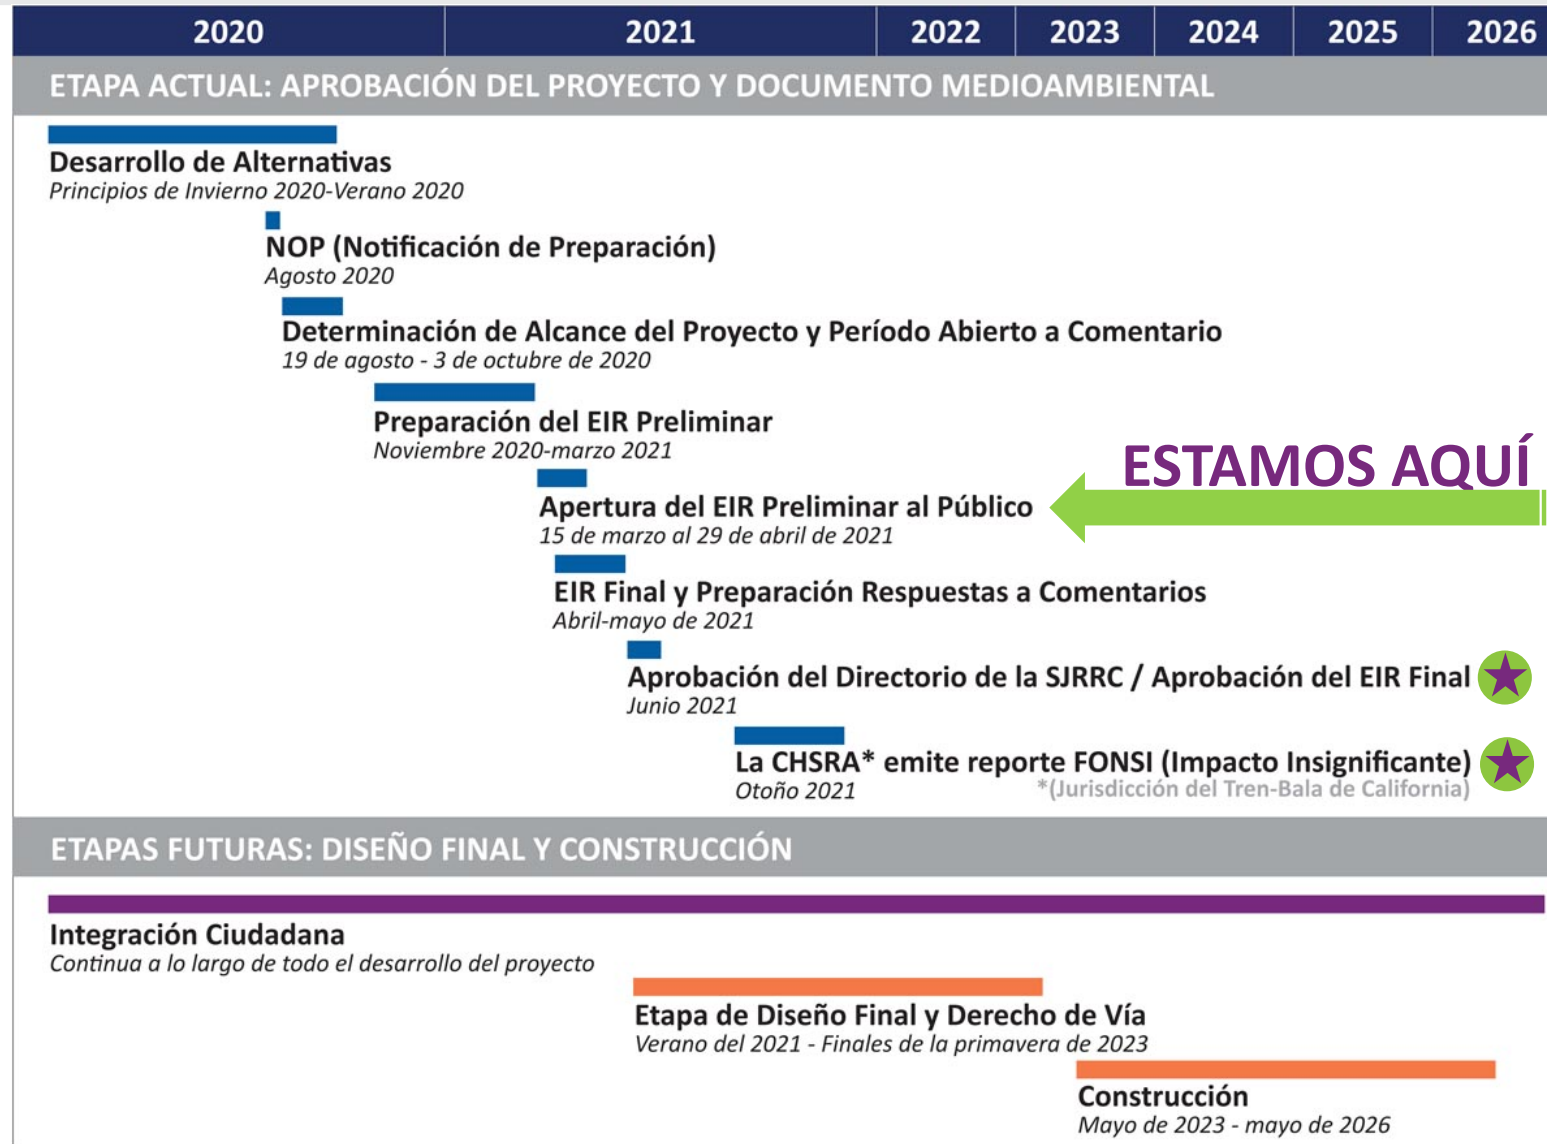 2020 2021 2022 2023 2024 2025 2026
ETAPA ACTUAL: APROBACIÓN DEL PROYECTO Y DOCUMENTO MEDIOAMBIENTAL
Desarrollo de Alternativas
Principios de Invierno 2020-Verano 2020
NOP (Notificación de Preparación)
Agosto 2020
Determinación de Alcance del Proyecto y Período Abierto a Comentario
19 de agosto - 3 de octubre de 2020
Preparación del EIR Preliminar
Noviembre 2020-marzo 2021
ESTAMOS AQUÍ
Apertura del EIR Preliminar al Público
15 de marzo al 29 de abril de 2021
EIR Final y Preparación Respuestas a Comentarios
Abril-mayo de 2021
Aprobación del Directorio de la SJRRC / Aprobación del EIR Final
Junio 2021
La CHSRA* emite reporte FONSI (Impacto Insignificante)
Otoño 2021 *(Jurisdicción del Tren-Bala de California)
ETAPAS FUTURAS: DISEÑO FINAL Y CONSTRUCCIÓN
Integración Ciudadana
Continua a lo largo de todo el desarrollo del proyecto
Etapa de Diseño Final y Derecho de Vía
Verano del 2021 - Finales de la primavera de 2023
Construcción
Mayo de 2023 - mayo de 2026